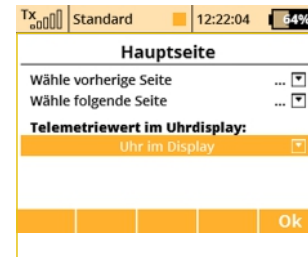 Tx Standard 12:22:04 64%
Hauptseite
Wähle vorherige Seite ...
Wähle folgende Seite ...
Telemetriewert im Uhrdisplay:
Uhr im Display
Ok